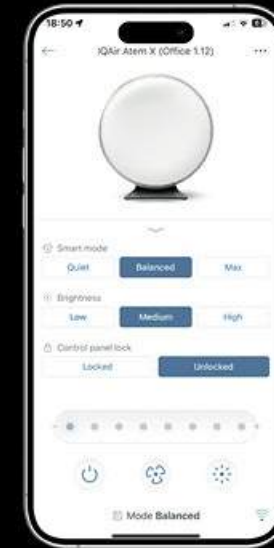 18:50
IQAir Atem X (Office 1.12)
Smart mode
Quiet Balanced Max
Brightness
Low Medium High
Control panel lock
Locked Unlocked
Mode Balanced